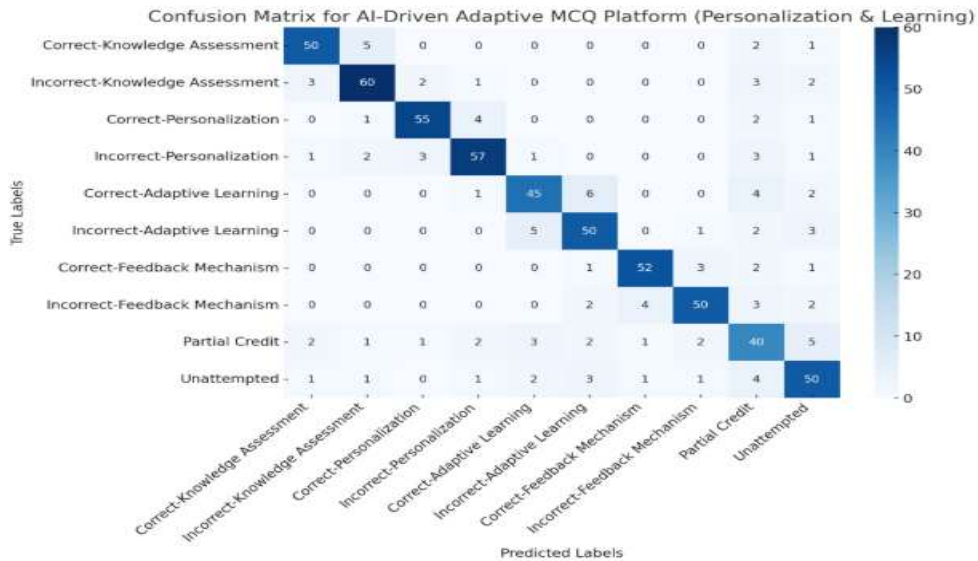 Confusion Matrix for AI-Driven Adaptive MCQ Platform (Personalization & Learning)
True Labels
Correct-Knowledge Assessment 50 5 0 0 0 0 0 0 2 1
Incorrect-Knowledge Assessment 3 60 2 1 0 0 0 0 3 2
Correct-Personalization 0 1 55 4 0 0 0 0 2 1
Incorrect-Personalization 1 2 3 57 1 0 0 0 3 1
Correct-Adaptive Learning 0 0 0 1 45 6 0 0 4 2
Incorrect-Adaptive Learning 0 0 0 0 5 50 0 1 2 3
Correct-Feedback Mechanism 0 0 0 0 0 1 52 3 2 1
Incorrect-Feedback Mechanism 0 0 0 0 0 2 4 50 3 2
Partial Credit 2 1 1 2 3 2 1 2 40 5
Unattempted 1 1 0 1 2 3 1 1 4 50
60
50
40
30
20
10
0
Correct-Knowledge Assessment
Incorrect-Knowledge Assessment
Correct-Personalization
Incorrect-Personalization
Correct-Adaptive Learning
Incorrect-Adaptive Learning
Correct-Feedback Mechanism
Incorrect-Feedback Mechanism
Partial Credit
Unattempted
Predicted Labels